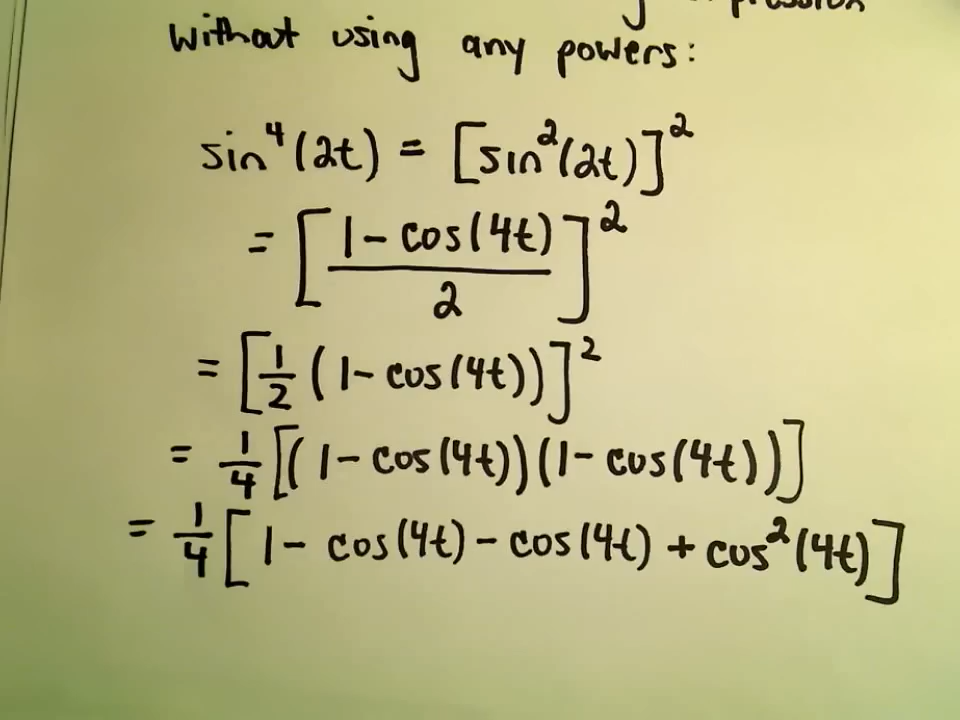 without using any powers:
sin⁴(2t) = [sin²(2t)]²
= [1 - cos(4t) / 2]²
= [1/2 (1 - cos(4t))]²
= 1/4 [(1 - cos(4t))(1 - cos(4t))]
= 1/4 [1 - cos(4t) - cos(4t) + cos²(4t)]